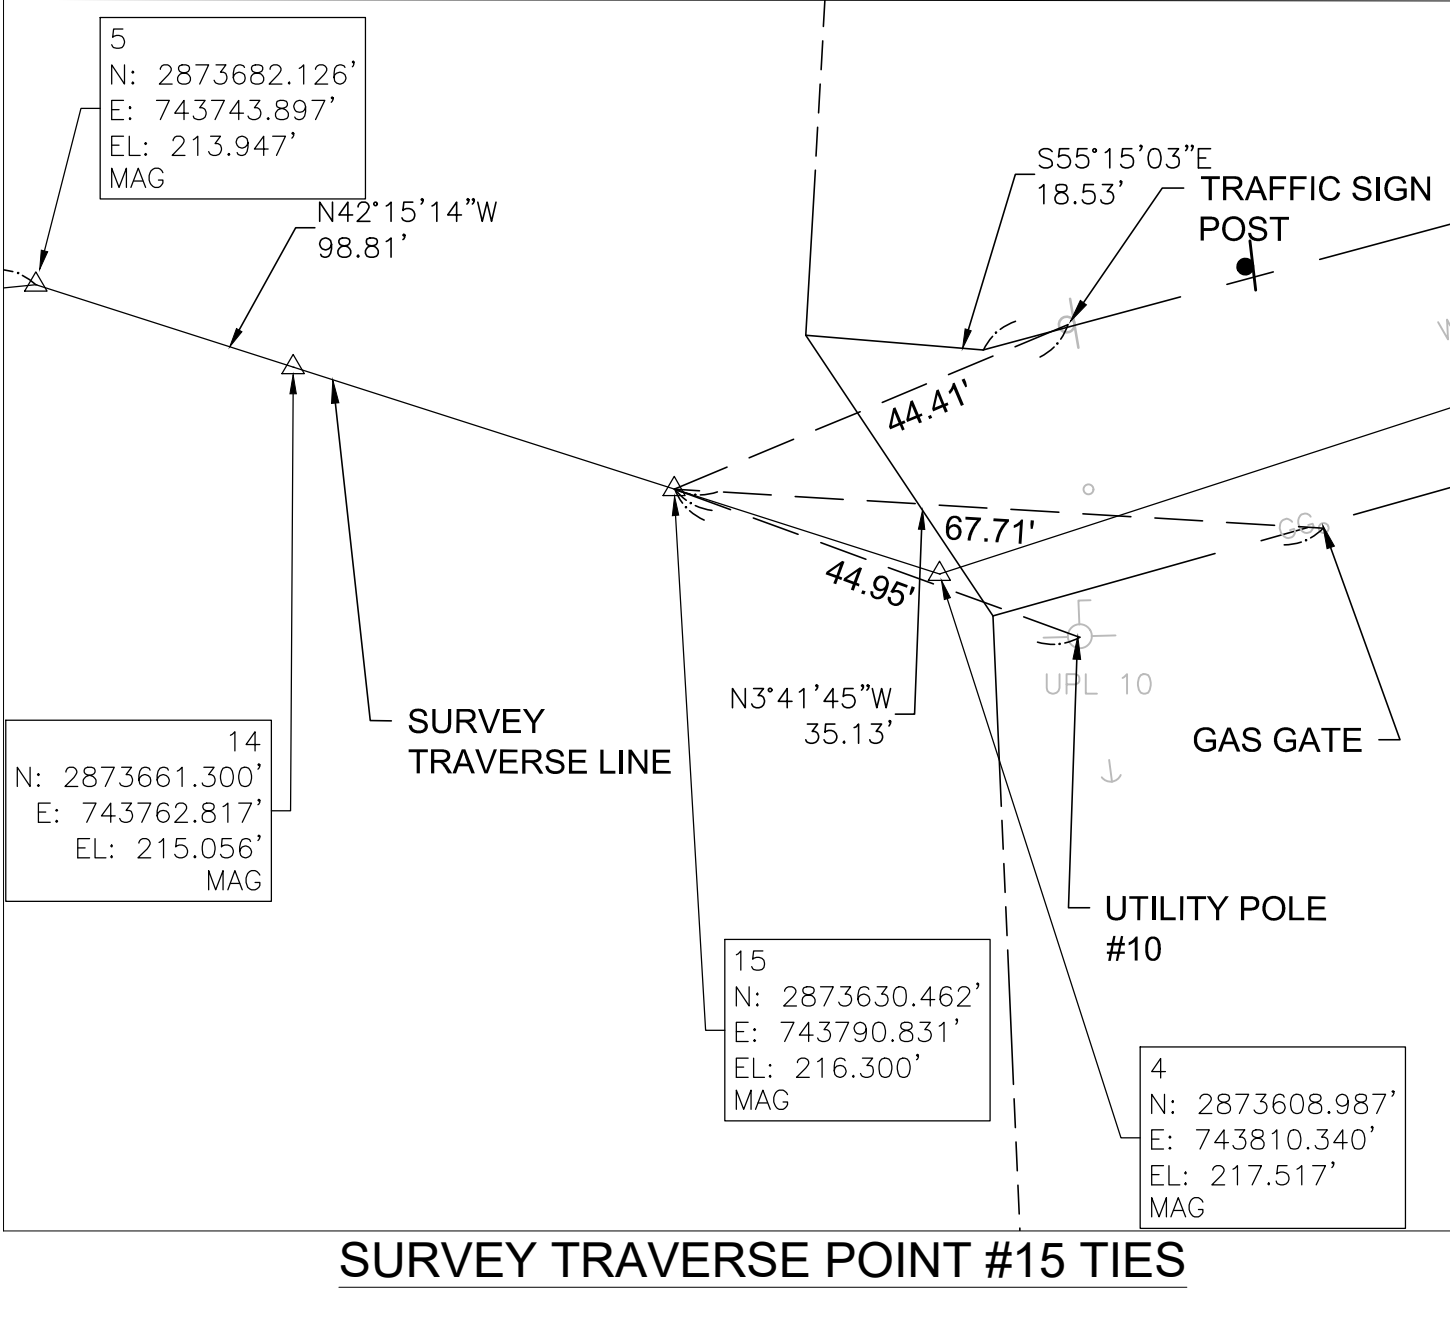 5
N: 2873682.126'
E: 743743.897'
EL: 213.947'
MAG
N42°15'14"W
98.81'
S55°15'03"E
18.53'
TRAFFIC SIGN
POST
44.41'
67.71'
44.95'
GG
N3°41'45"W
35.13'
UPL 10
SURVEY
TRAVERSE LINE
GAS GATE
14
N: 2873661.300'
E: 743762.817'
EL: 215.056'
MAG
UTILITY POLE
#10
15
N: 2873630.462'
E: 743790.831'
EL: 216.300'
MAG
4
N: 2873608.987'
E: 743810.340'
EL: 217.517'
MAG
SURVEY TRAVERSE POINT #15 TIES